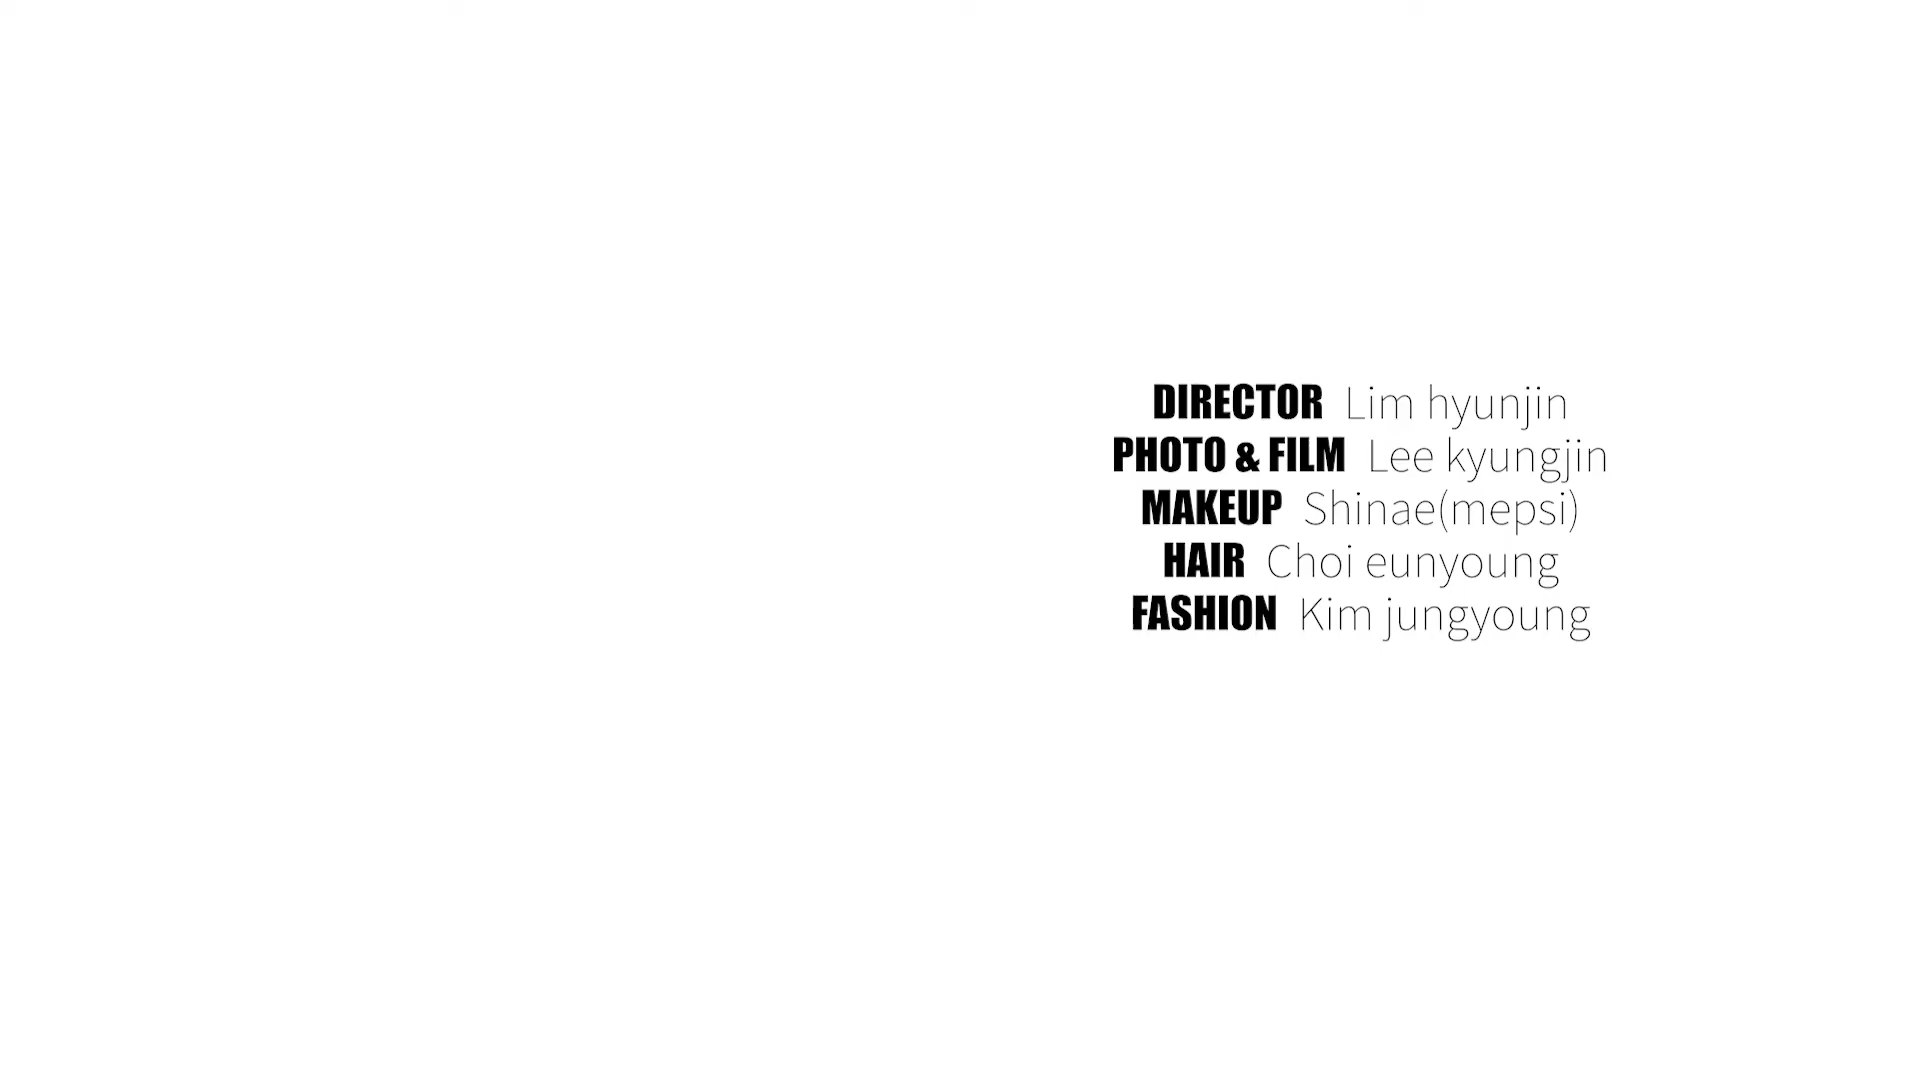 DIRECTOR Lim hyunjin
PHOTO & FILM Lee kyungjin
MAKEUP Shinae(mepsi)
HAIR Choi eunyoung
FASHION Kim jungyoung